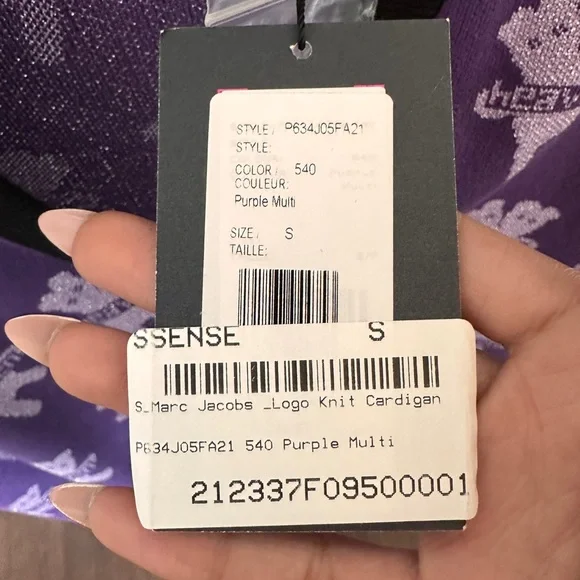 STYLE/ P634J05FA21
STYLE:
COLOR/ 540
COULEUR:
Purple Multi
SIZE/ S
TAILLE:
SSENSE S
S_Marc Jacobs _Logo Knit Cardigan
P634J05FA21 540 Purple Multi
212337F09500001